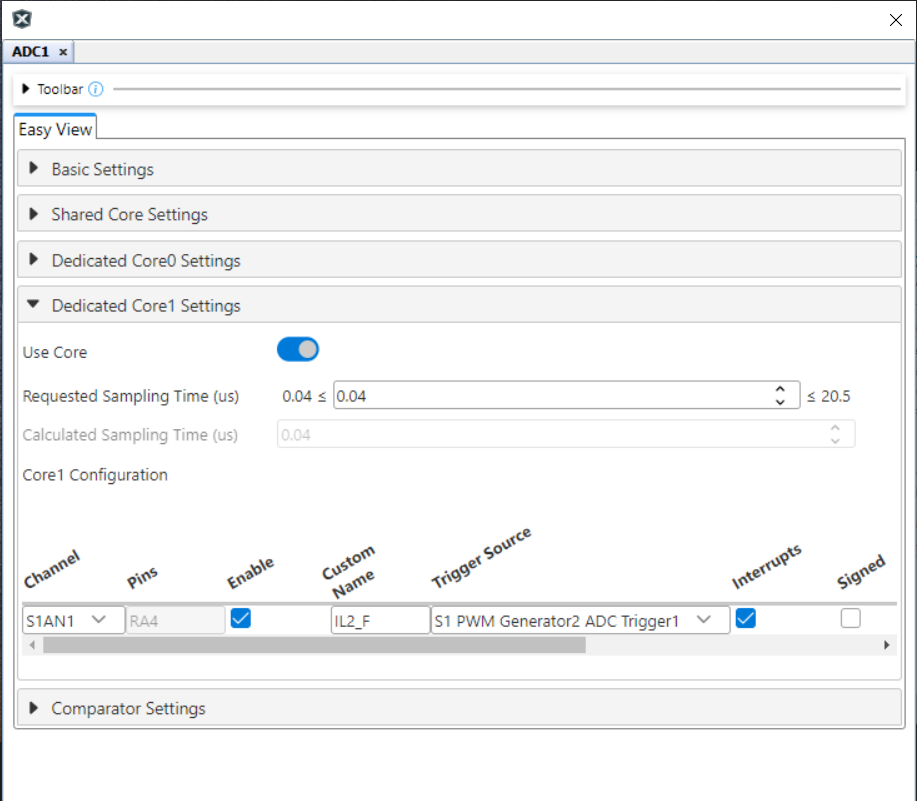 ADC1 ×
Toolbar i
Easy View
Basic Settings
Shared Core Settings
Dedicated Core0 Settings
Dedicated Core1 Settings
Use Core
Requested Sampling Time (us) 0.04 ≤ 0.04 ≤ 20.5
Calculated Sampling Time (us) 0.04
Core1 Configuration
Channel Pins Enable Custom Name Trigger Source Interrupts Signed
S1AN1 RA4 IL2_F S1 PWM Generator2 ADC Trigger1
Comparator Settings